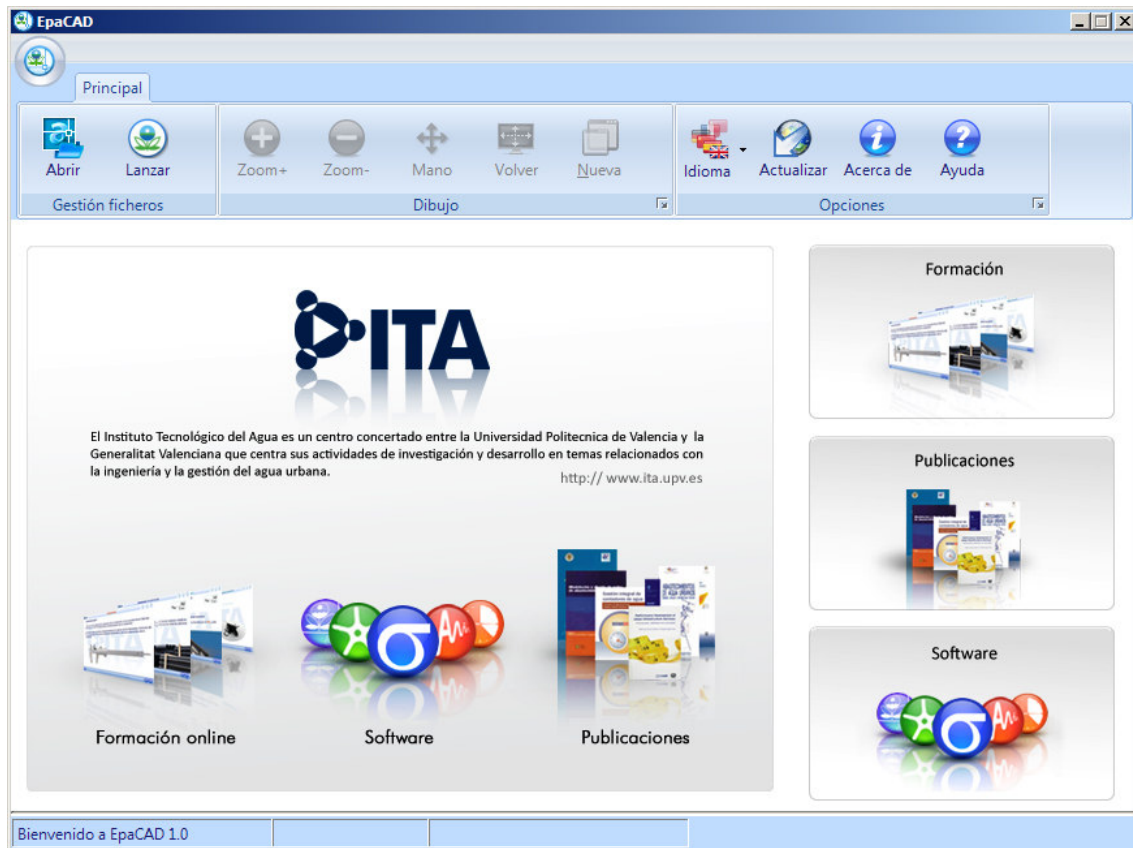 EpaCAD
Principal
Abrir
Lanzar
Zoom+
Zoom-
Mano
Volver
Nueva
Idioma
Actualizar
Acerca de
Ayuda
Gestión ficheros
Dibujo
Opciones
ITA
El Instituto Tecnológico del Agua es un centro concertado entre la Universidad Politecnica de Valencia y la
Generalitat Valenciana que centra sus actividades de investigación y desarrollo en temas relacionados con
la ingeniería y la gestión del agua urbana.
http:// www.ita.upv.es
Formación online
Software
Publicaciones
Formación
Publicaciones
Software
Bienvenido a EpaCAD 1.0